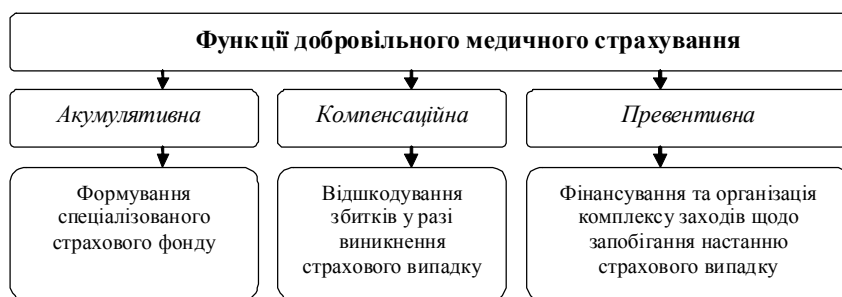 Функції добровільного медичного страхування
Акумулятивна
Компенсаційна
Превентивна
Формування
спеціалізованого
страхового фонду
Відшкодування
збитків у разі
виникнення
страхового випадку
Фінансування та організація
комплексу заходів щодо
запобігання настанню
страхового випадку